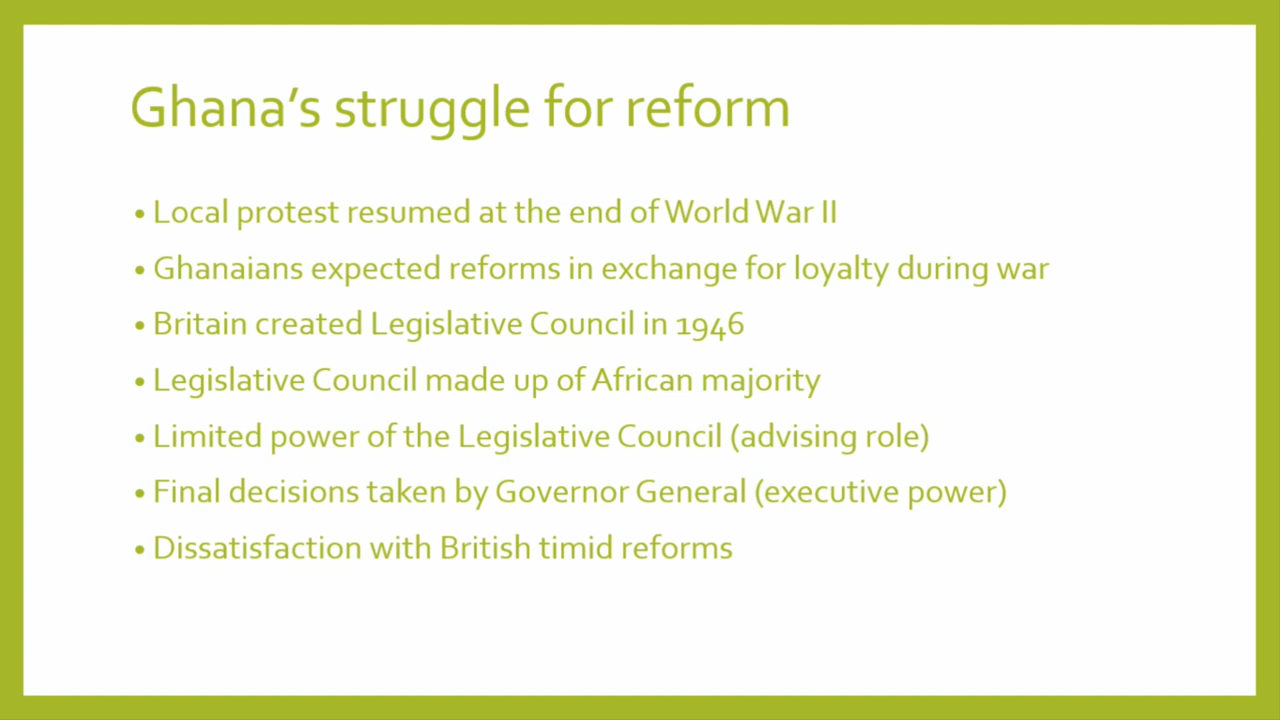 Ghana's struggle for reform
• Local protest resumed at the end of World War II
• Ghanaians expected reforms in exchange for loyalty during war
• Britain created Legislative Council in 1946
• Legislative Council made up of African majority
• Limited power of the Legislative Council (advising role)
• Final decisions taken by Governor General (executive power)
• Dissatisfaction with British timid reforms